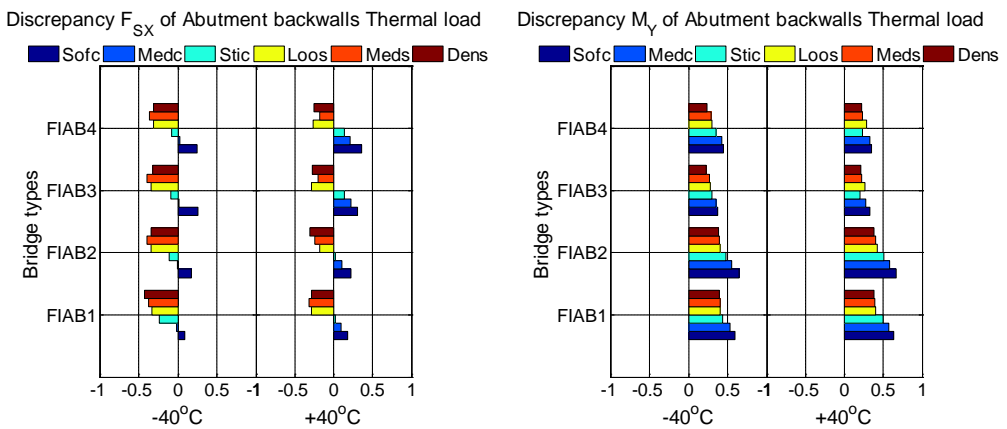 Discrepancy F_SX of Abutment backwalls Thermal load
Sofc Medc Stic Loos Meds Dens
Bridge types
FIAB4
FIAB3
FIAB2
FIAB1
-1 -0.5 0 0.5 -1 -0.5 0 0.5 1
-40°C +40°C
Discrepancy M_Y of Abutment backwalls Thermal load
Sofc Medc Stic Loos Meds Dens
Bridge types
FIAB4
FIAB3
FIAB2
FIAB1
-1 -0.5 0 0.5 -1 -0.5 0 0.5 1
-40°C +40°C